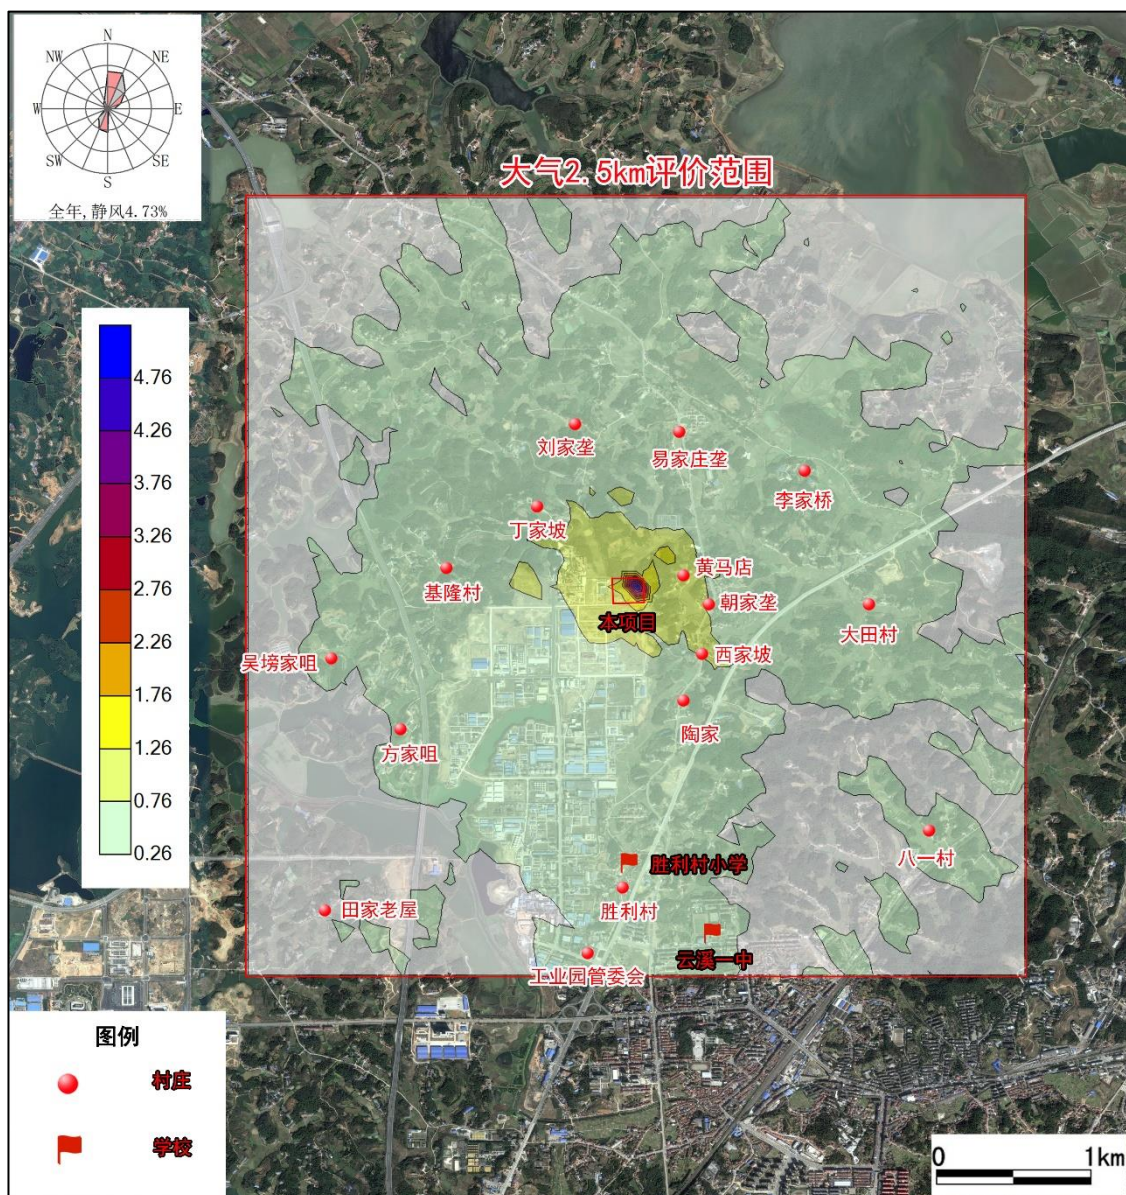 N
NW
NE
W
E
SW
SE
S
全年,静风4.73%
大气2.5km评价范围
4.76
4.26
3.76
3.26
2.76
2.26
1.76
1.26
0.76
0.26
刘家垄
易家庄垄
李家桥
丁家坡
黄马店
基隆村
朝家垄
大田村
本项目
西家坡
吴塝家咀
陶家
方家咀
八一村
胜利村小学
田家老屋
胜利村
云溪一中
工业园管委会
图例
村庄
学校
0 1km